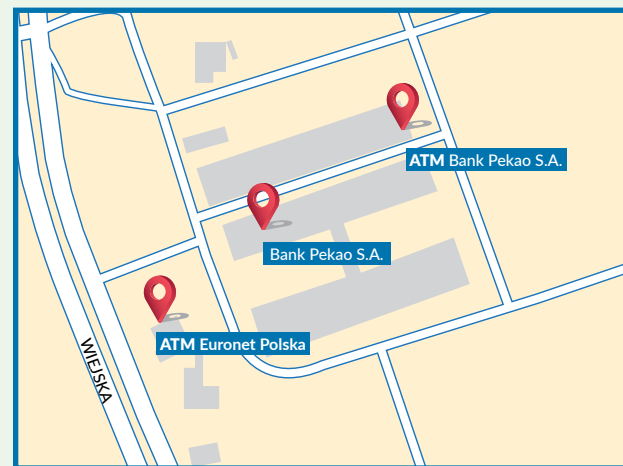 ATM Bank Pekao S.A.
Bank Pekao S.A.
ATM Euronet Polska
WIEJSKA